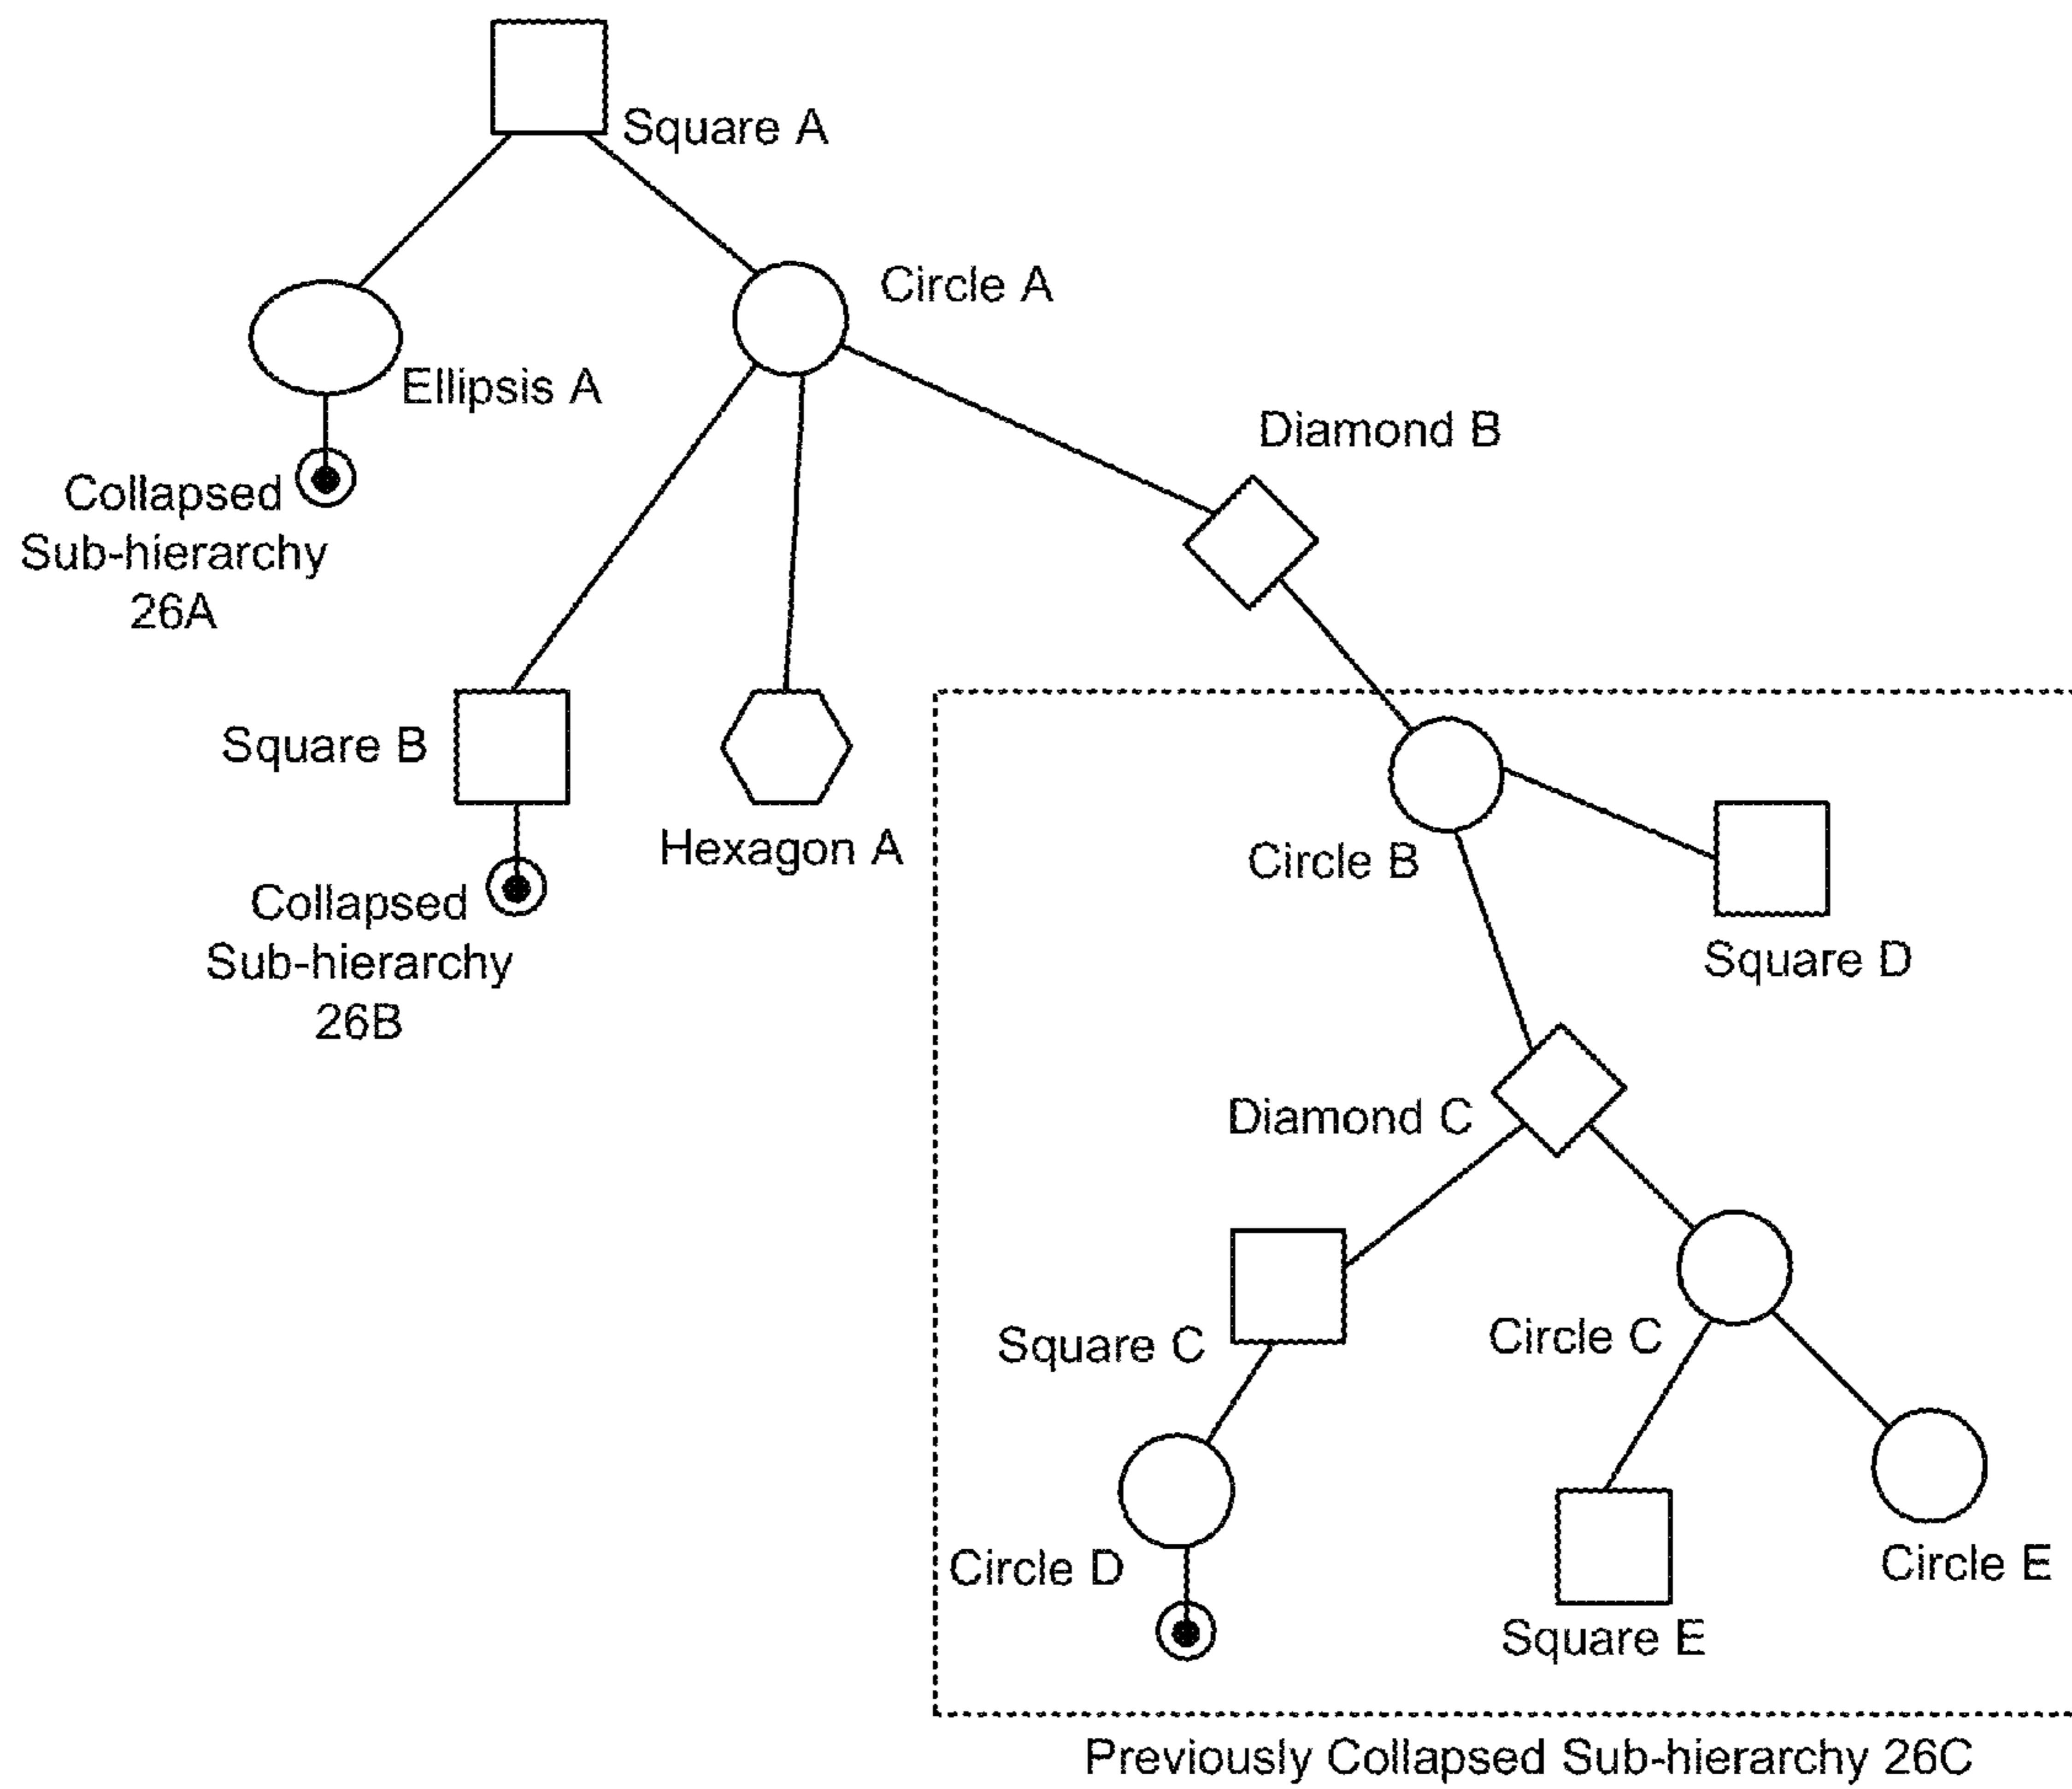 Square A
Circle A
Ellipsis A
Diamond B
Collapsed
Sub-hierarchy
26A
Square B
Hexagon A
Circle B
Collapsed
Sub-hierarchy
26B
Square D
Diamond C
Square C
Circle C
Circle D
Circle E
Square E
Previously Collapsed Sub-hierarchy 26C